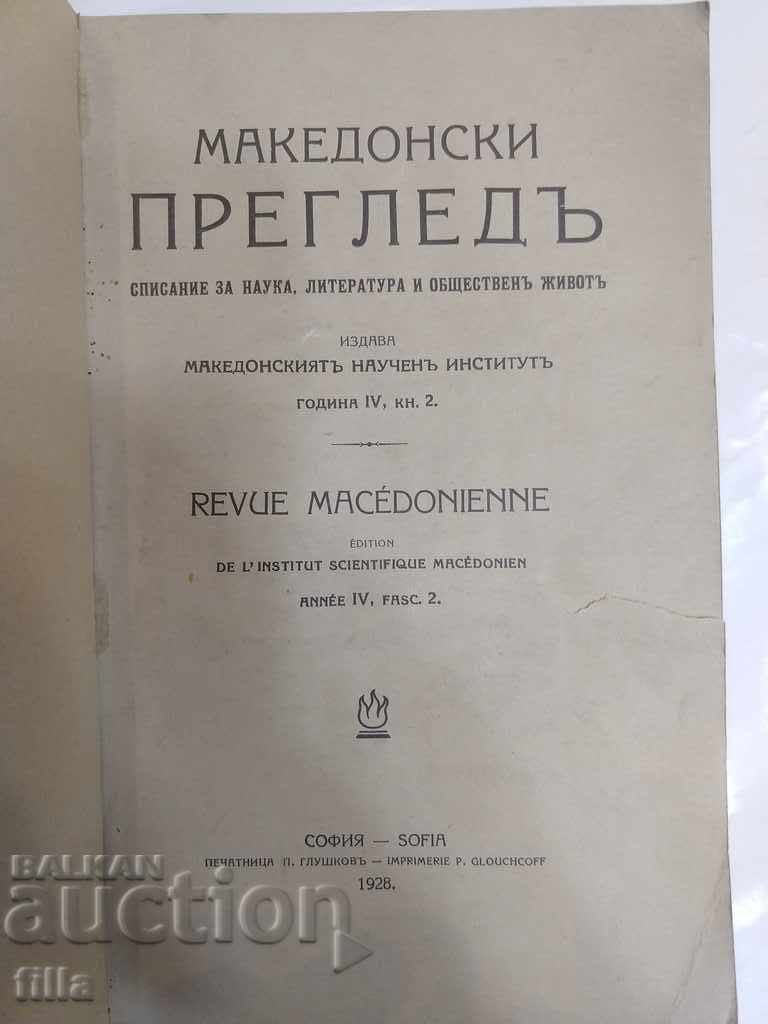 МАКЕДОНСКИ
ПРЕГЛЕДЪ
СПИСАНИЕ ЗА НАУКА, ЛИТЕРАТУРА И ОБЩЕСТВЕНЪ ЖИВОТЪ
ИЗДАВА
МАКЕДОНСКИЯТЪ НАУЧЕНЪ ИНСТИТУТЪ
ГОДИНА IV, КН. 2.
REVUE MACÉDONIENNE
ÉDITION
DE L'INSTITUT SCIENTIFIQUE MACÉDONIEN
ANNÉE IV, FASC. 2.
СОФИЯ — SOFIA
ПЕЧАТНИЦА П. ГЛУШКОВЪ — IMPRIMERIE P. GLOUCHCOFF
1928.
BALKAN
auction
filla